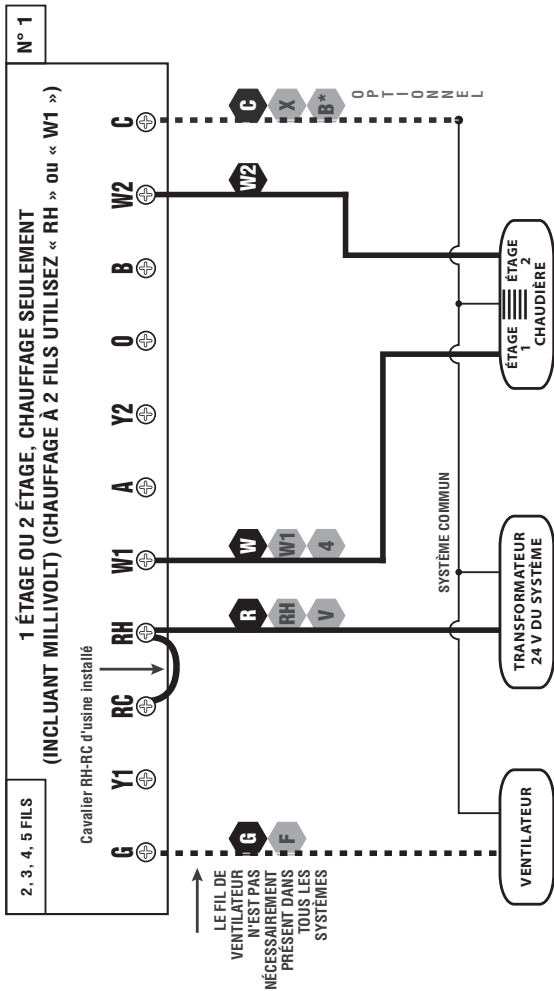 N° 1
2, 3, 4, 5 FILS
1 ÉTAGE OU 2 ÉTAGE, CHAUFFAGE SEULEMENT
(INCLUANT MILLIVOLT) (CHAUFFAGE À 2 FILS UTILISEZ « RH » ou « W1 »)
Cavalier RH-RC d'usine installé
G Y1 RC RH W1 A Y2 O B W2 C
LE FIL DE
VENTILATEUR
N'EST PAS
NÉCESSAIREMENT
PRÉSENT DANS
TOUS LES
SYSTÈMES
G
F
R
RH
V
W
W1
4
W2
C
X
B*
OPTIONNEL
SYSTÈME COMMUN
VENTILATEUR
TRANSFORMATEUR
24 V DU SYSTÈME
ÉTAGE
1
ÉTAGE
2
CHAUDIÈRE